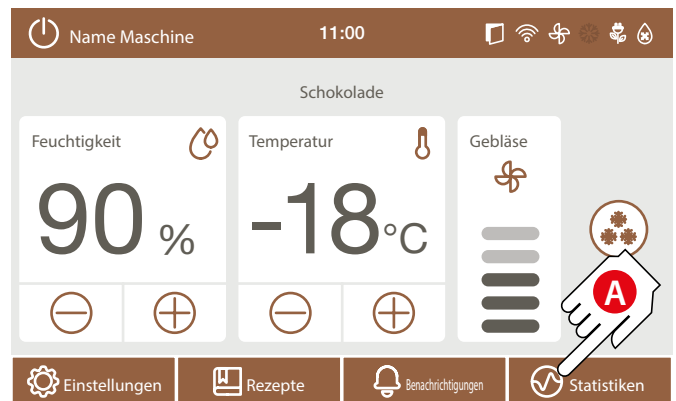 Name Maschine 11:00
Schokolade
Feuchtigkeit
90 %
Temperatur
-18°C
Gebläse
A
Einstellungen
Rezepte
Benachrichtigungen
Statistiken